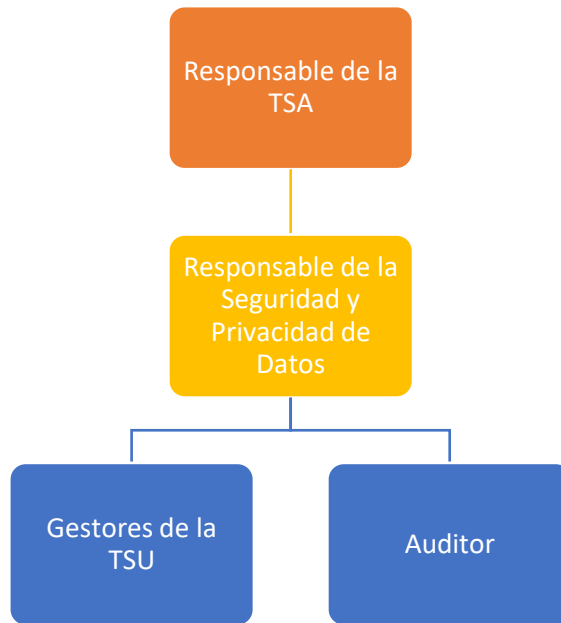 Responsable de la
TSA
Responsable de la
Seguridad y
Privacidad de
Datos
Gestores de la
TSU
Auditor